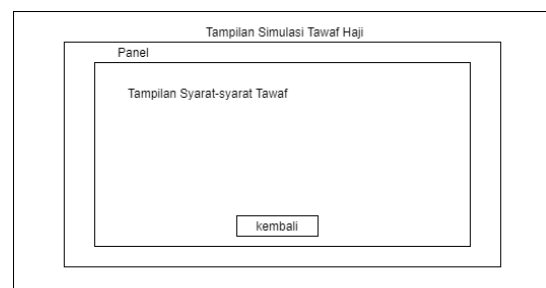 Tampilan Simulasi Tawaf Haji
Panel
Tampilan Syarat-syarat Tawaf
kembali